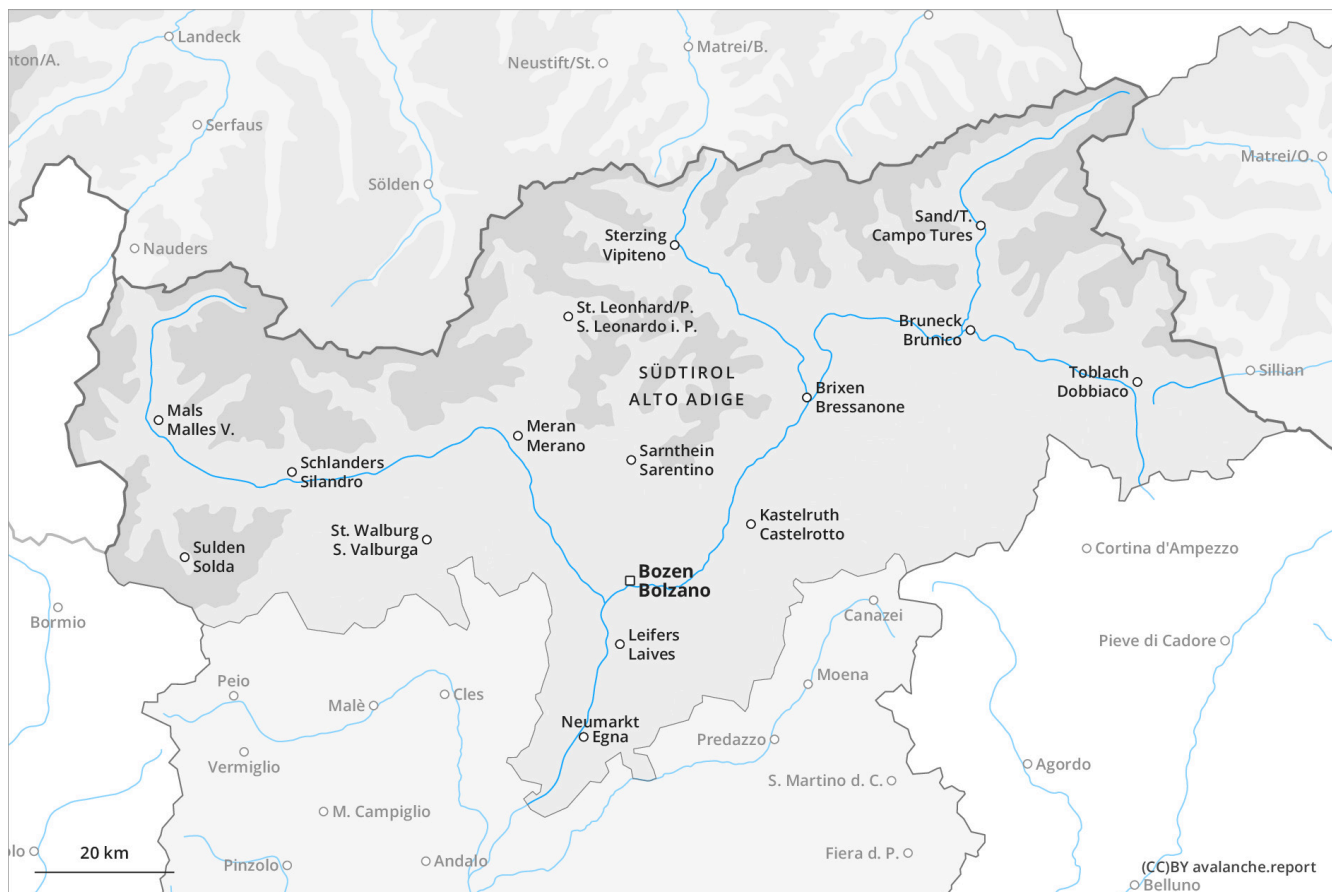 Landeck
nton/A.
Neustift/St.
Matrei/B.
Serfaus
Sölden
Matrei/O.
Nauders
Sterzing
Vipiteno
Sand/T.
Campo Tures
St. Leonhard/P.
S. Leonardo i. P.
Bruneck
Brunico
SÜDTIROL
ALTO ADIGE
Toblach
Dobbiaco
Sillian
Brixen
Bressanone
Mals
Malles V.
Meran
Merano
Sarnthein
Sarentino
Schlanders
Silandro
St. Walburg
S. Valburga
Kastelruth
Castelrotto
Sulden
Solda
Cortina d'Ampezzo
Bozen
Bolzano
Bormio
Canazei
Leifers
Laives
Pieve di Cadore
Peio
Malè
Cles
Moena
Neumarkt
Egna
Predazzo
Vermiglio
Agordo
S. Martino d. C.
M. Campiglio
olo
20 km
Pinzolo
Andalo
Fiera d. P.
(CC)BY avalanche.report
Belluno